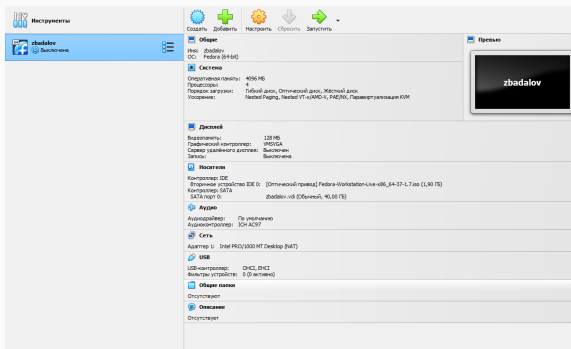 Инструменты
zbadalov
Выключена
Создать Добавить Настроить Сбросить Запустить
Общие
Имя: zbadalov
ОС: Fedora (64-bit)
Система
Оперативная память: 4096 МБ
Процессоры: 4
Порядок загрузки: Гибкий диск, Оптический диск, Жёсткий диск
Ускорение: Nested Paging, Nested VT-x/AMD-V, PAE/NX, Паравиртуализация KVM
Превью
zbadalov
Дисплей
Видеопамять: 128 МБ
Графический контроллер: VMSVGA
Сервер удалённого дисплея: Выключен
Запись: Выключена
Носители
Контроллер: IDE
Вторичное устройство IDE 0: [Оптический привод] Fedora-Workstation-Live-x86_64-37-1.7.iso (1,90 ГБ)
Контроллер: SATA
SATA порт 0: zbadalov.vdi (Обычный, 40,00 ГБ)
Аудио
Аудиодрайвер: По умолчанию
Аудиоконтроллер: ICH AC97
Сеть
Адаптер 1: Intel PRO/1000 MT Desktop (NAT)
USB
USB-контроллер: OHCI, EHCI
Фильтры устройств: 0 (0 активно)
Общие папки
Отсутствуют
Описание
Отсутствует